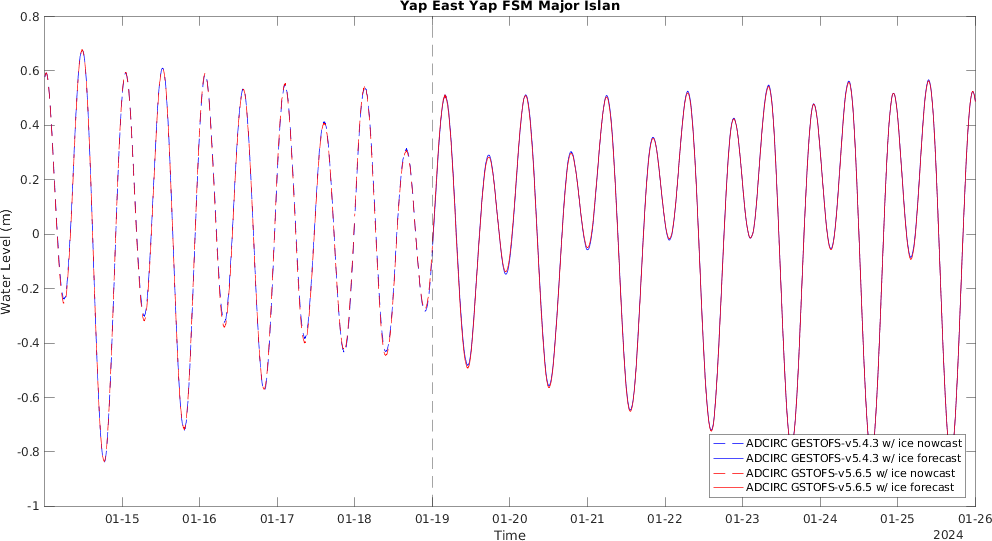 Yap East Yap FSM Major Islan
Water Level (m)
0.8
0.6
0.4
0.2
0
-0.2
-0.4
-0.6
-0.8
-1
ADCIRC GESTOFS-v5.4.3 w/ ice nowcast
ADCIRC GESTOFS-v5.4.3 w/ ice forecast
ADCIRC GSTOFS-v5.6.5 w/ ice nowcast
ADCIRC GSTOFS-v5.6.5 w/ ice forecast
01-15 01-16 01-17 01-18 01-19 01-20 01-21 01-22 01-23 01-24 01-25 01-26
Time
2024